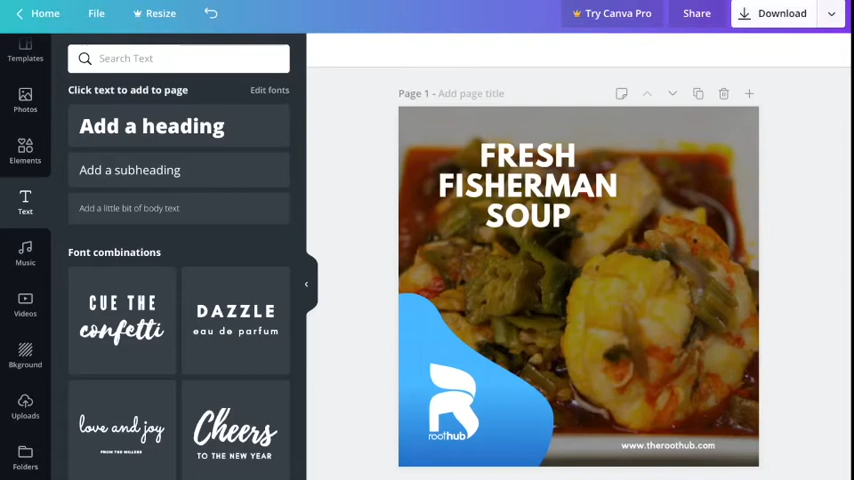 Home File Resize Try Canva Pro Share Download
Templates
Photos
Elements
Text
Music
Videos
Bkground
Uploads
Folders
Search Text
Click text to add to page Edit fonts
Add a heading
Add a subheading
Add a little bit of body text
Font combinations
CUE THE
confetti
DAZZLE
eau de parfum
love and joy
FROM THE MILLERS
Cheers
TO THE NEW YEAR
Page 1 - Add page title
FRESH
FISHERMAN
SOUP
roothub
www.theroothub.com